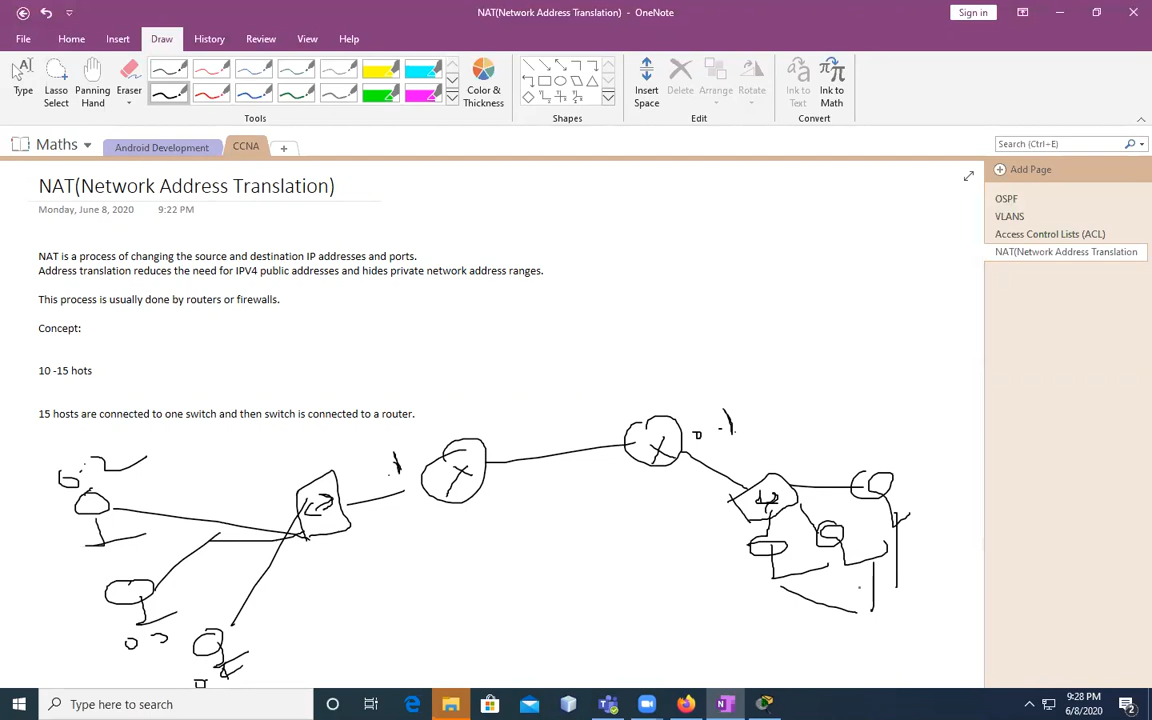 NAT(Network Address Translation) - OneNote
Sign in
File Home Insert Draw History Review View Help
Type
Lasso Select
Panning Hand
Eraser
Color & Thickness
Insert Space
Delete
Arrange
Rotate
Ink to Text
Ink to Math
Tools
Shapes
Edit
Convert
Maths
Android Development
CCNA
Search (Ctrl+E)
NAT(Network Address Translation)
Monday, June 8, 2020 9:22 PM
NAT is a process of changing the source and destination IP addresses and ports.
Address translation reduces the need for IPV4 public addresses and hides private network address ranges.
This process is usually done by routers or firewalls.
Concept:
10 -15 hots
15 hosts are connected to one switch and then switch is connected to a router.
.1
0.1
Add Page
OSPF
VLANS
Access Control Lists (ACL)
NAT(Network Address Translation
Type here to search
9:28 PM
6/8/2020
2